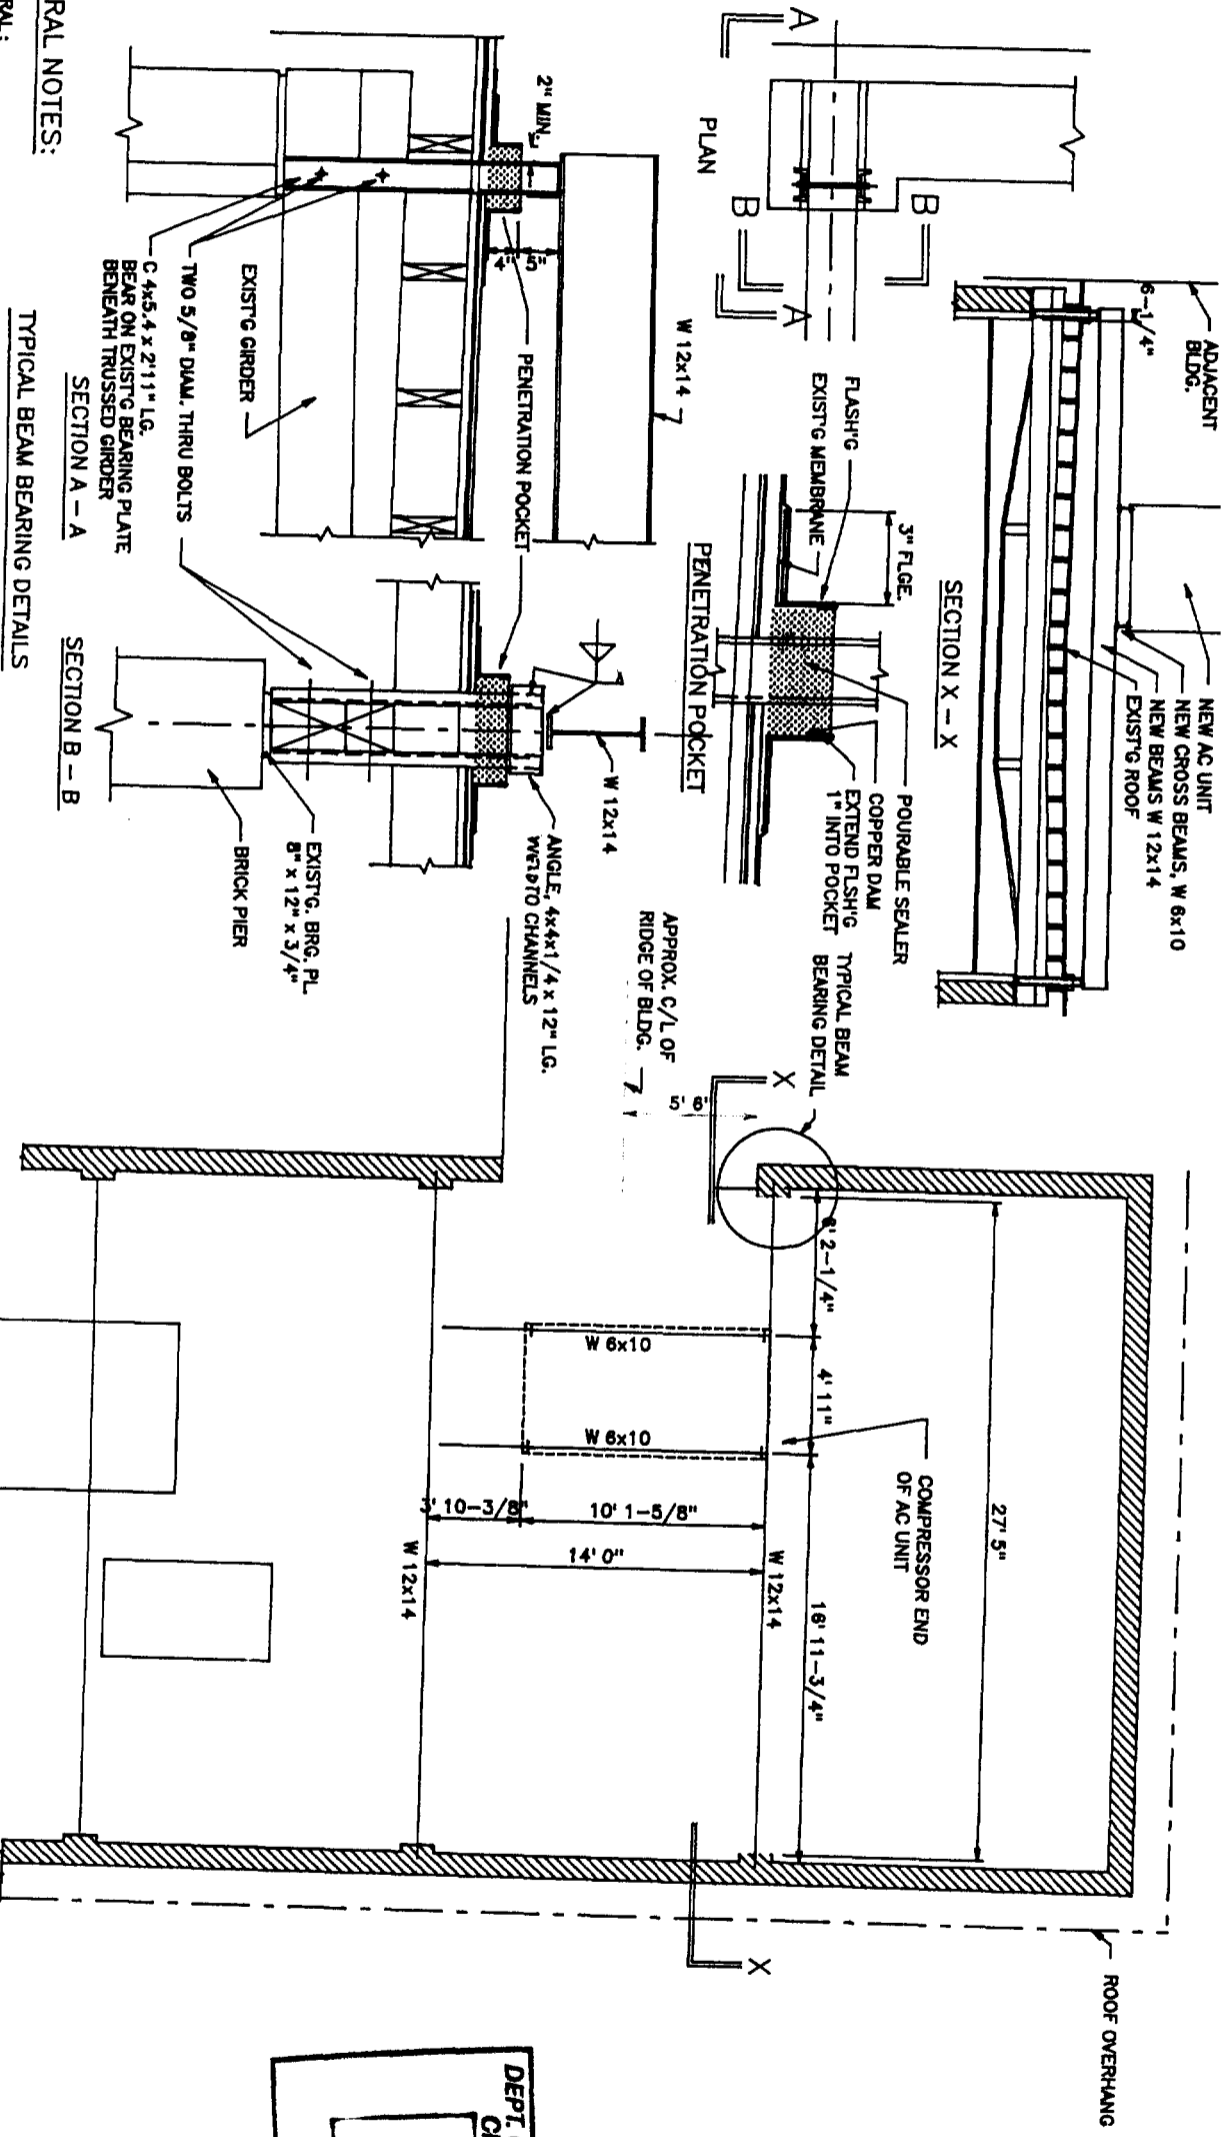 A
A
PLAN
B
B
ADJACENT
BLDG.
6-1/4"
NEW AC UNIT
NEW CROSS BEAMS, W 6x10
NEW BEAMS W 12x14
EXIST'G ROOF
SECTION X - X
2" MIN.
4"
5"
W 12x14
PENETRATION POCKET
EXIST'G GIRDER
TWO 5/8" DIAM. THRU BOLTS
C 4x5.4 x 2'11" LG.
BEAR ON EXIST'G BEARING PLATE
BENEATH TRUSSED GIRDER
SECTION A - A
TYPICAL BEAM BEARING DETAILS
FLASH'G
EXIST'G MEMBRANE
3" FLGE.
PENETRATION POCKET
POURABLE SEALER
COPPER DAM
EXTEND FLSH'G
1" INTO POCKET
W 12x14
ANGLE, 4x4x1/4 x 12" LG.
WELD TO CHANNELS
EXIST'G. BRG. PL.
8" x 12" x 3/4"
BRICK PIER
SECTION B - B
TYPICAL BEAM
BEARING DETAIL
APPROX. C/L OF
RIDGE OF BLDG.
5' 6"
X
X
6' 2-1/4"
4' 11"
16' 11-3/4"
27' 5"
COMPRESSOR END
OF AC UNIT
W 6x10
W 6x10
3' 10-3/8"
10' 1-5/8"
14' 0"
W 12x14
W 12x14
ROOF OVERHANG
RAL NOTES:
RAL:
DEPT.